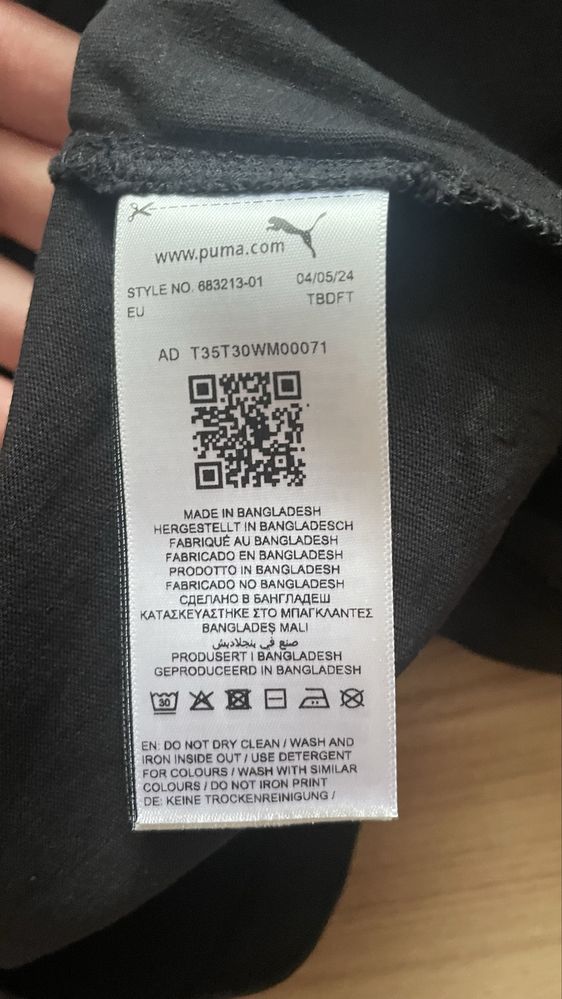 www.puma.com
STYLE NO. 683213-01 04/05/24
EU TBDFT
AD T35T30WM00071
MADE IN BANGLADESH
HERGESTELLT IN BANGLADESCH
FABRIQUÉ AU BANGLADESH
FABRICADO EN BANGLADESH
PRODOTTO IN BANGLADESH
FABRICADO NO BANGLADESH
СДЕЛАНО В БАНГЛАДЕШ
ΚΑΤΑΣΚΕΥΑΣΤΗΚΕ ΣΤΟ ΜΠΑΓΚΛΑΝΤΕΣ
BANGLADEŞ MALI
صنع في بنجلاديش
PRODUSERT I BANGLADESH
GEPRODUCEERD IN BANGLADESH
30
EN: DO NOT DRY CLEAN / WASH AND
IRON INSIDE OUT / USE DETERGENT
FOR COLOURS / WASH WITH SIMILAR
COLOURS / DO NOT IRON PRINT
DE: KEINE TROCKENREINIGUNG /